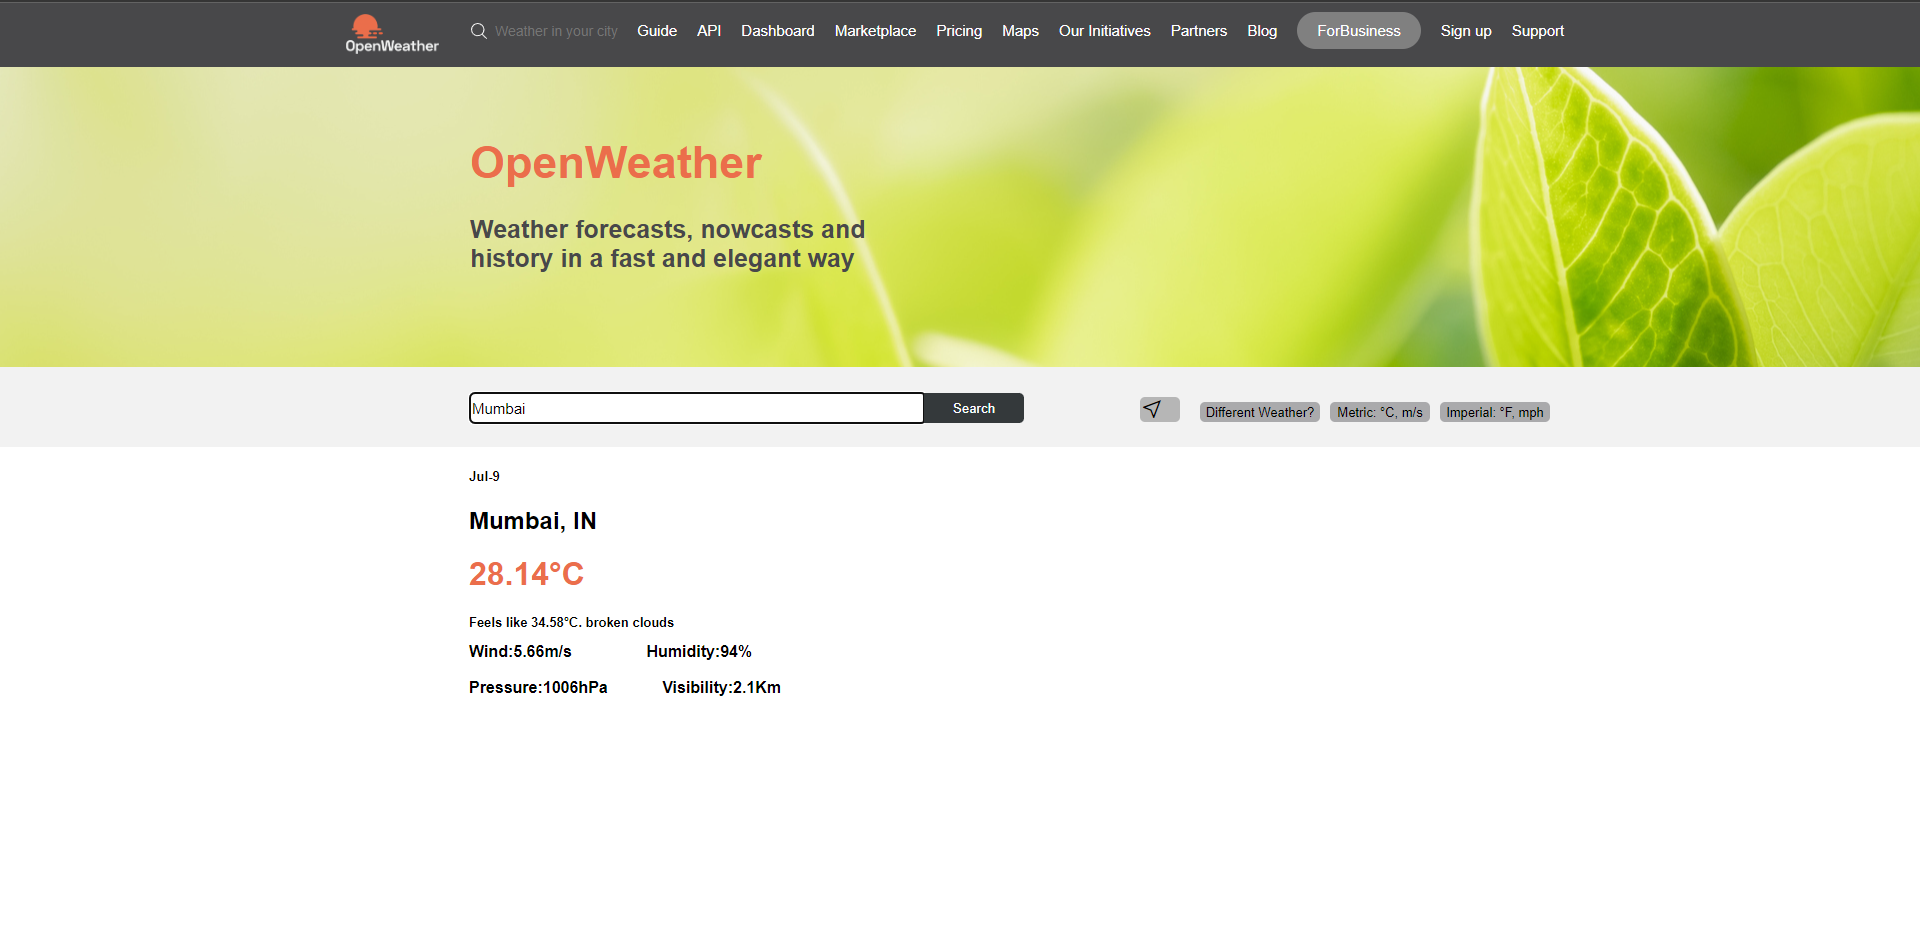 OpenWeather
Weather in your city Guide API Dashboard Marketplace Pricing Maps Our Initiatives Partners Blog ForBusiness Sign up Support
OpenWeather
Weather forecasts, nowcasts and
history in a fast and elegant way
Mumbai Search Different Weather? Metric: °C, m/s Imperial: °F, mph
Jul-9
Mumbai, IN
28.14°C
Feels like 34.58°C. broken clouds
Wind:5.66m/s Humidity:94%
Pressure:1006hPa Visibility:2.1Km